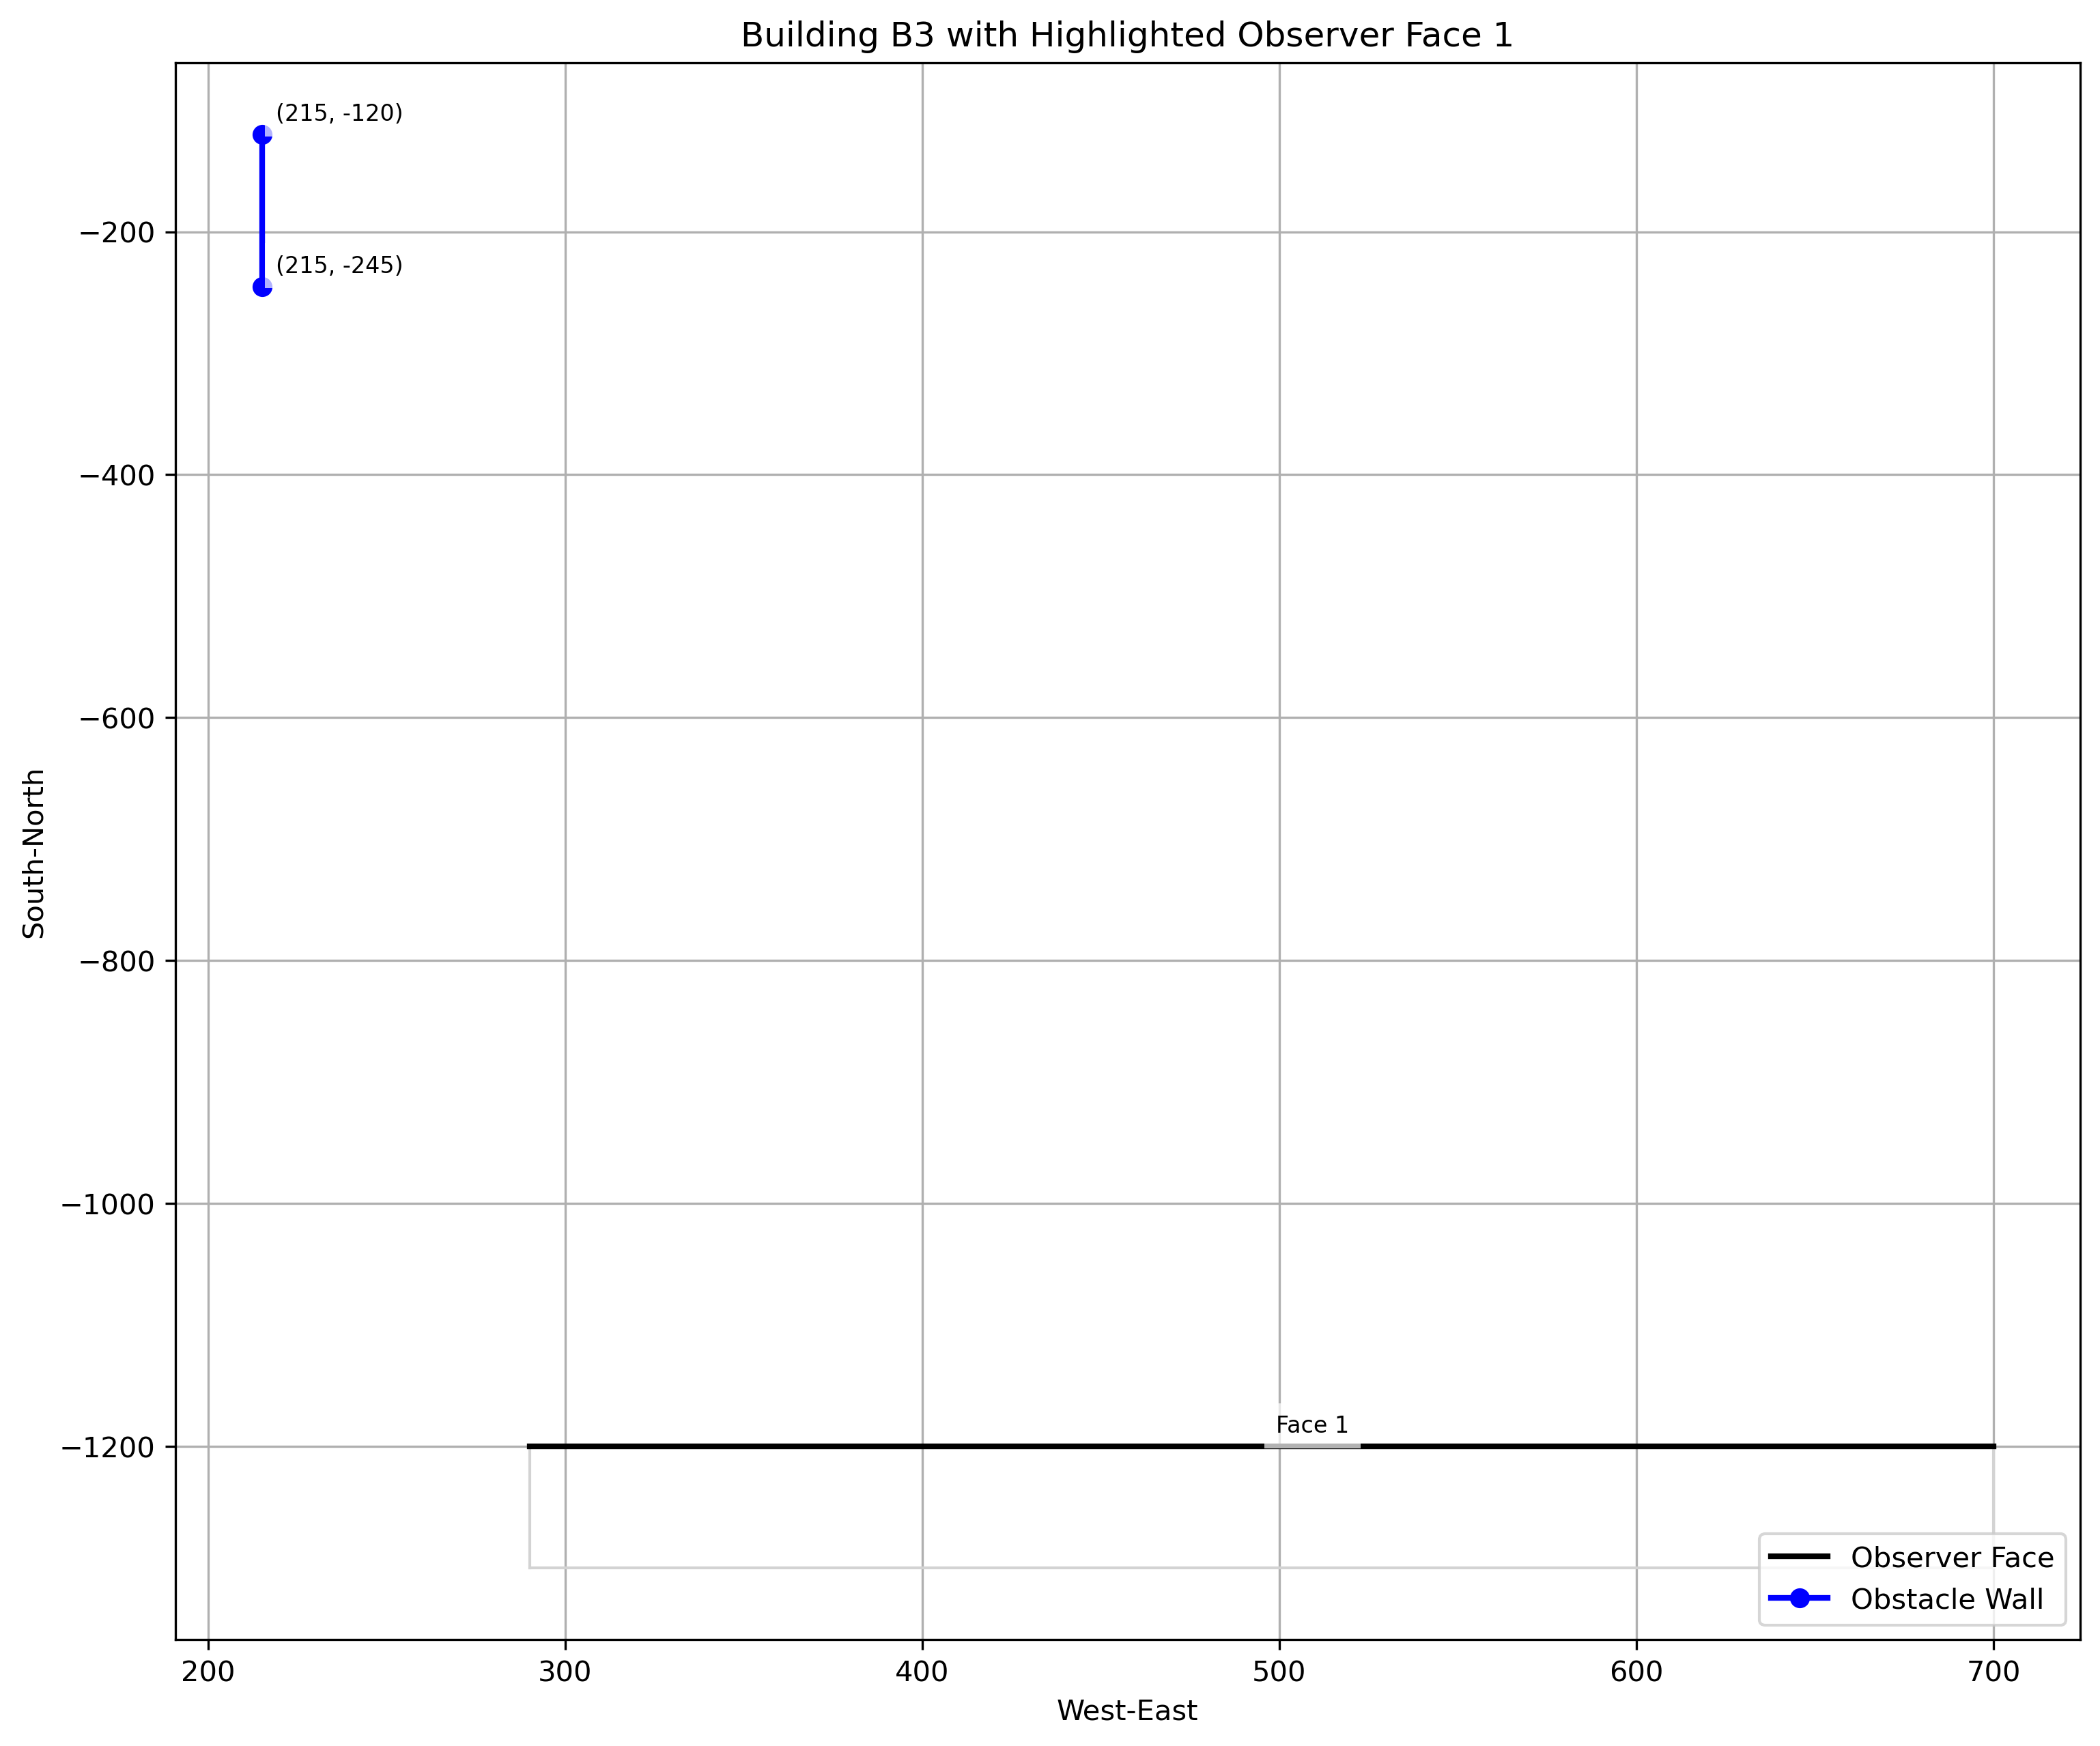 Building B3 with Highlighted Observer Face 1
(215, -120)
−200
(215, -245)
−400
−600
South-North
−800
−1000
Face 1
−1200
Observer Face
Obstacle Wall
200 300 400 500 600 700
West-East